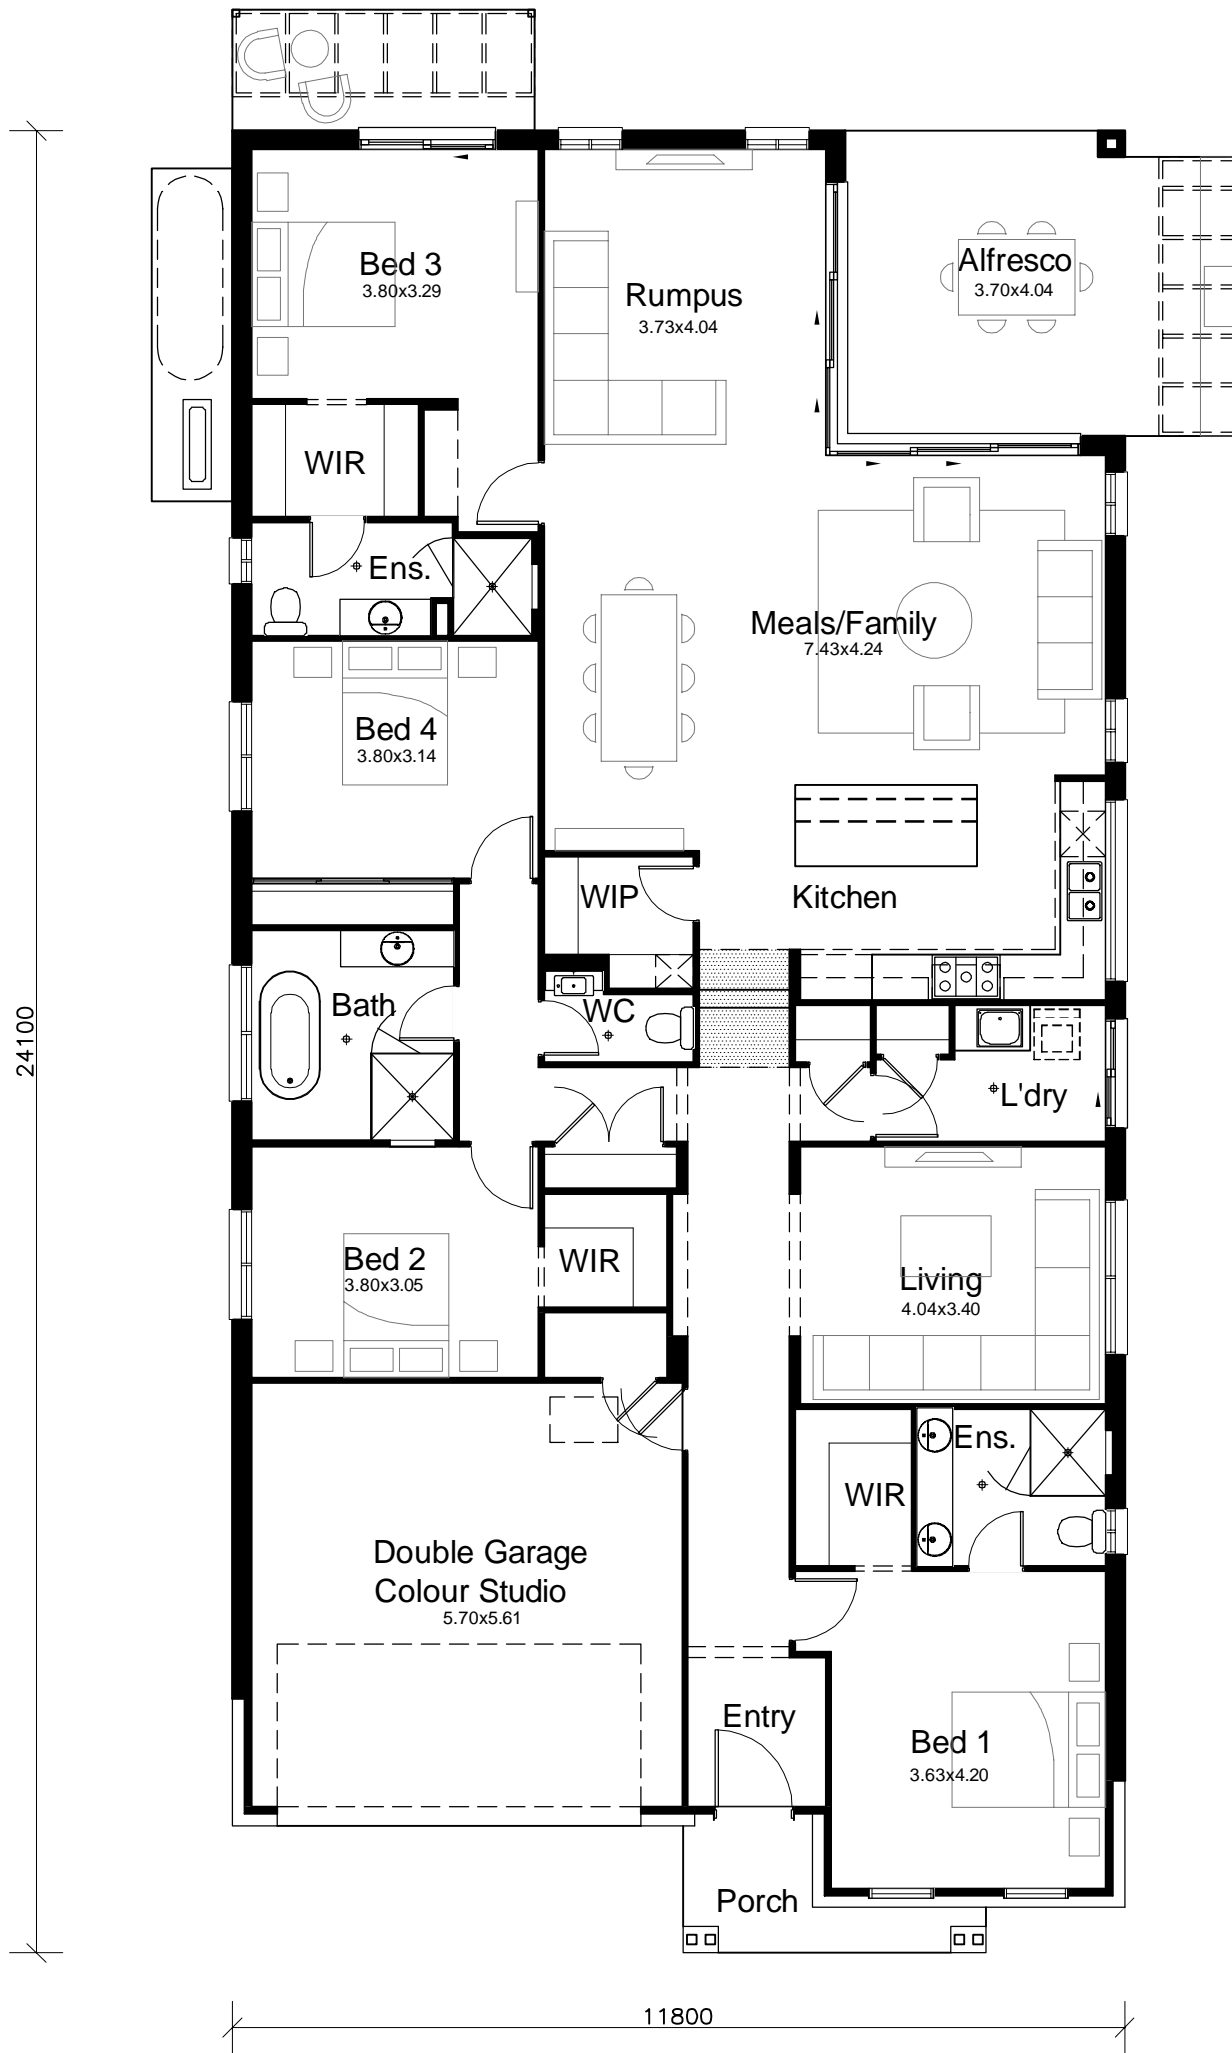 Bed 3
3.80x3.29
Rumpus
3.73x4.04
Alfresco
3.70x4.04
WIR
Ens.
Meals/Family
7.43x4.24
Bed 4
3.80x3.14
WIP
Kitchen
Bath
WC
L'dry
24100
Bed 2
3.80x3.05
WIR
Living
4.04x3.40
Ens.
WIR
Double Garage
Colour Studio
5.70x5.61
Entry
Bed 1
3.63x4.20
Porch
11800